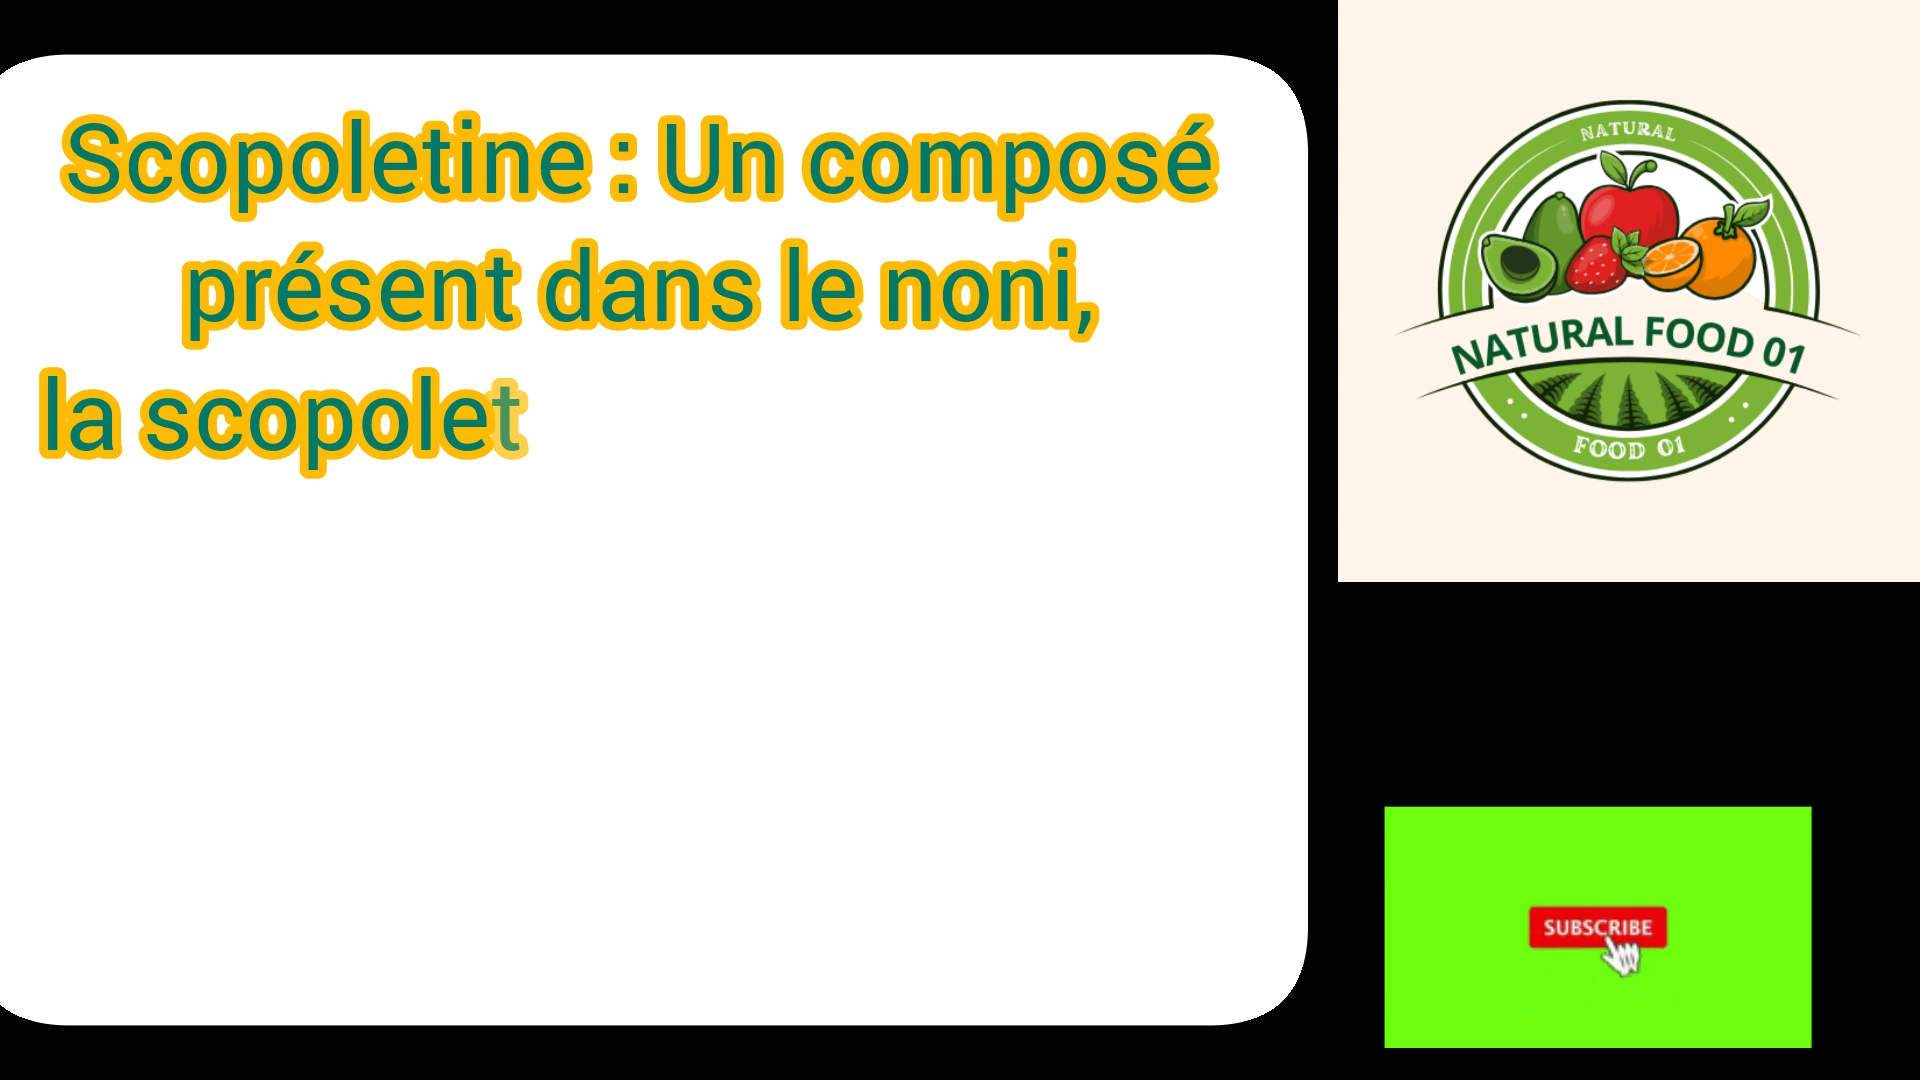 Scopoletine : Un composé
présent dans le noni,
la scopolet
NATURAL
NATURAL FOOD 01
FOOD 01
SUBSCRIBE